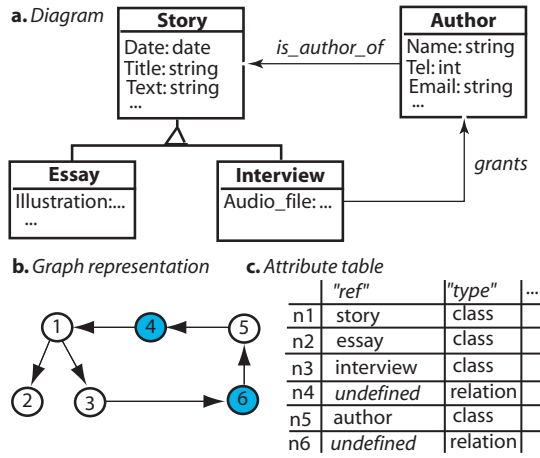 a. Diagram
Story
Date: date
Title: string
Text: string
...
is_author_of
Author
Name: string
Tel: int
Email: string
...
grants
Essay
Illustration:...
...
Interview
Audio_file: ...
b. Graph representation
1
4
5
2
3
6
c. Attribute table
"ref" "type" ...
n1 story class
n2 essay class
n3 interview class
n4 undefined relation
n5 author class
n6 undefined relation